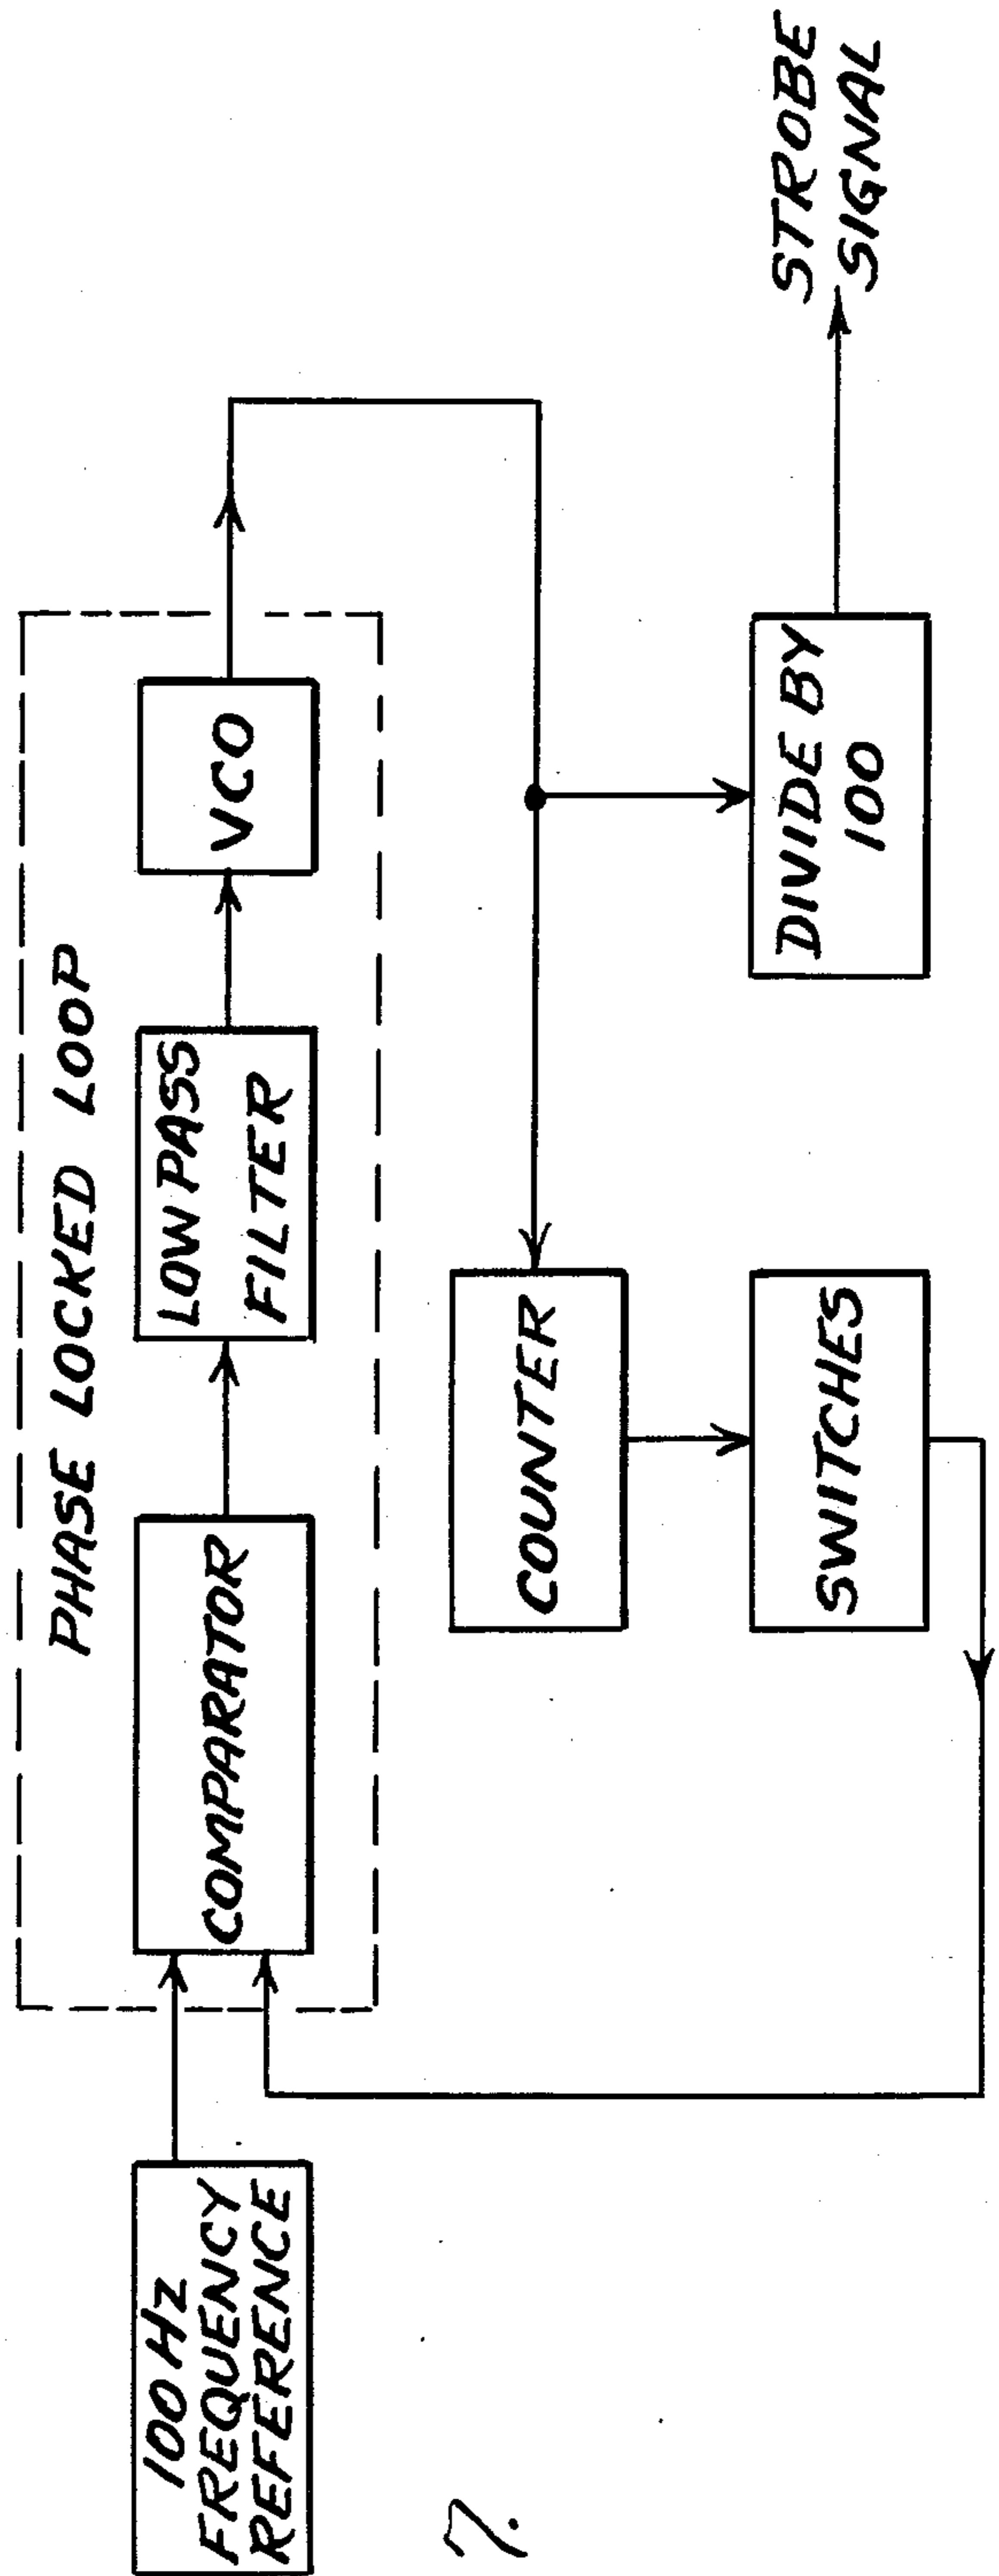 PHASE LOCKED LOOP
100 Hz
FREQUENCY
REFERENCE
COMPARATOR
LOW PASS
FILTER
VCO
COUNTER
SWITCHES
DIVIDE BY
100
STROBE
SIGNAL
7.